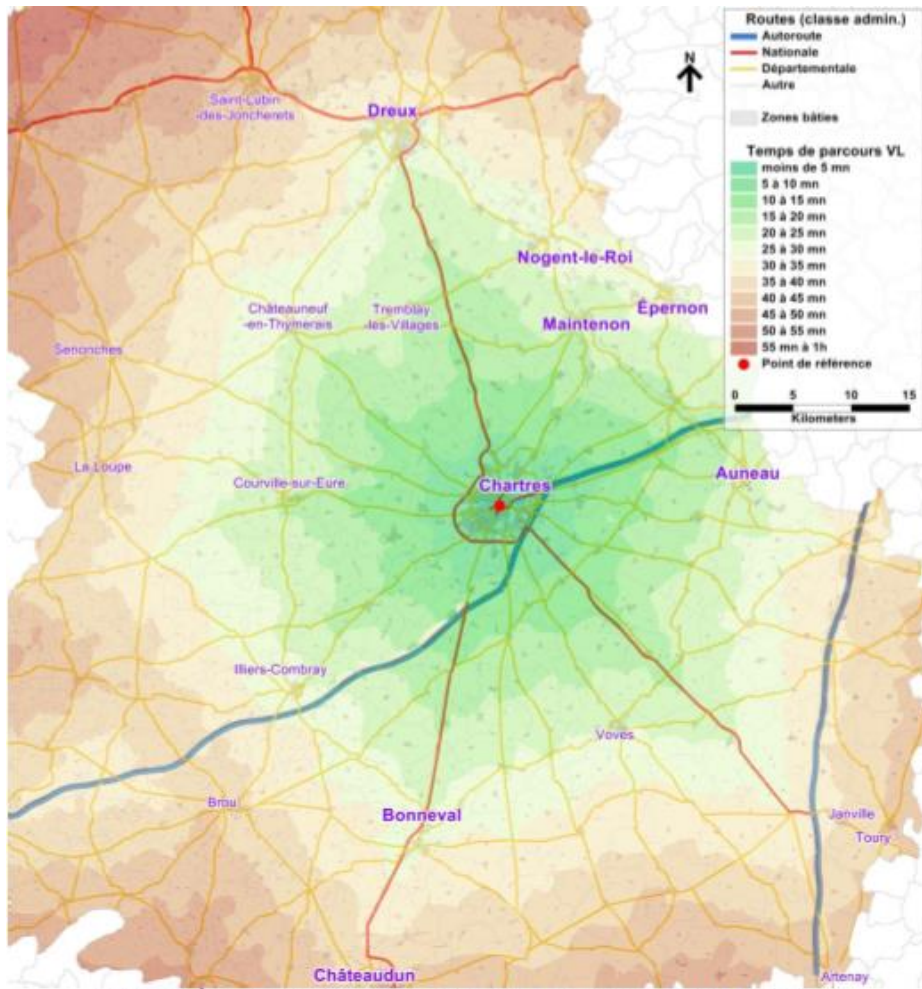 Routes (classe admin.)
Autoroute
Nationale
Départementale
Autre
Zones bâties
Temps de parcours VL
moins de 5 mn
5 à 10 mn
10 à 15 mn
15 à 20 mn
20 à 25 mn
25 à 30 mn
30 à 35 mn
35 à 40 mn
40 à 45 mn
45 à 50 mn
50 à 55 mn
55 mn à 1h
Point de référence
0 5 10 15
Kilometers
N
Saint-Lubin
-des-Joncherets
Dreux
Nogent-le-Roi
Châteauneuf
-en-Thymerais
Tremblay
-les-Villages
Épernon
Maintenon
Senonches
La Loupe
Courville-sur-Eure
Chartres
Auneau
Illiers-Combray
Voves
Brou
Bonneval
Janville
Toury
Châteaudun
Artenay